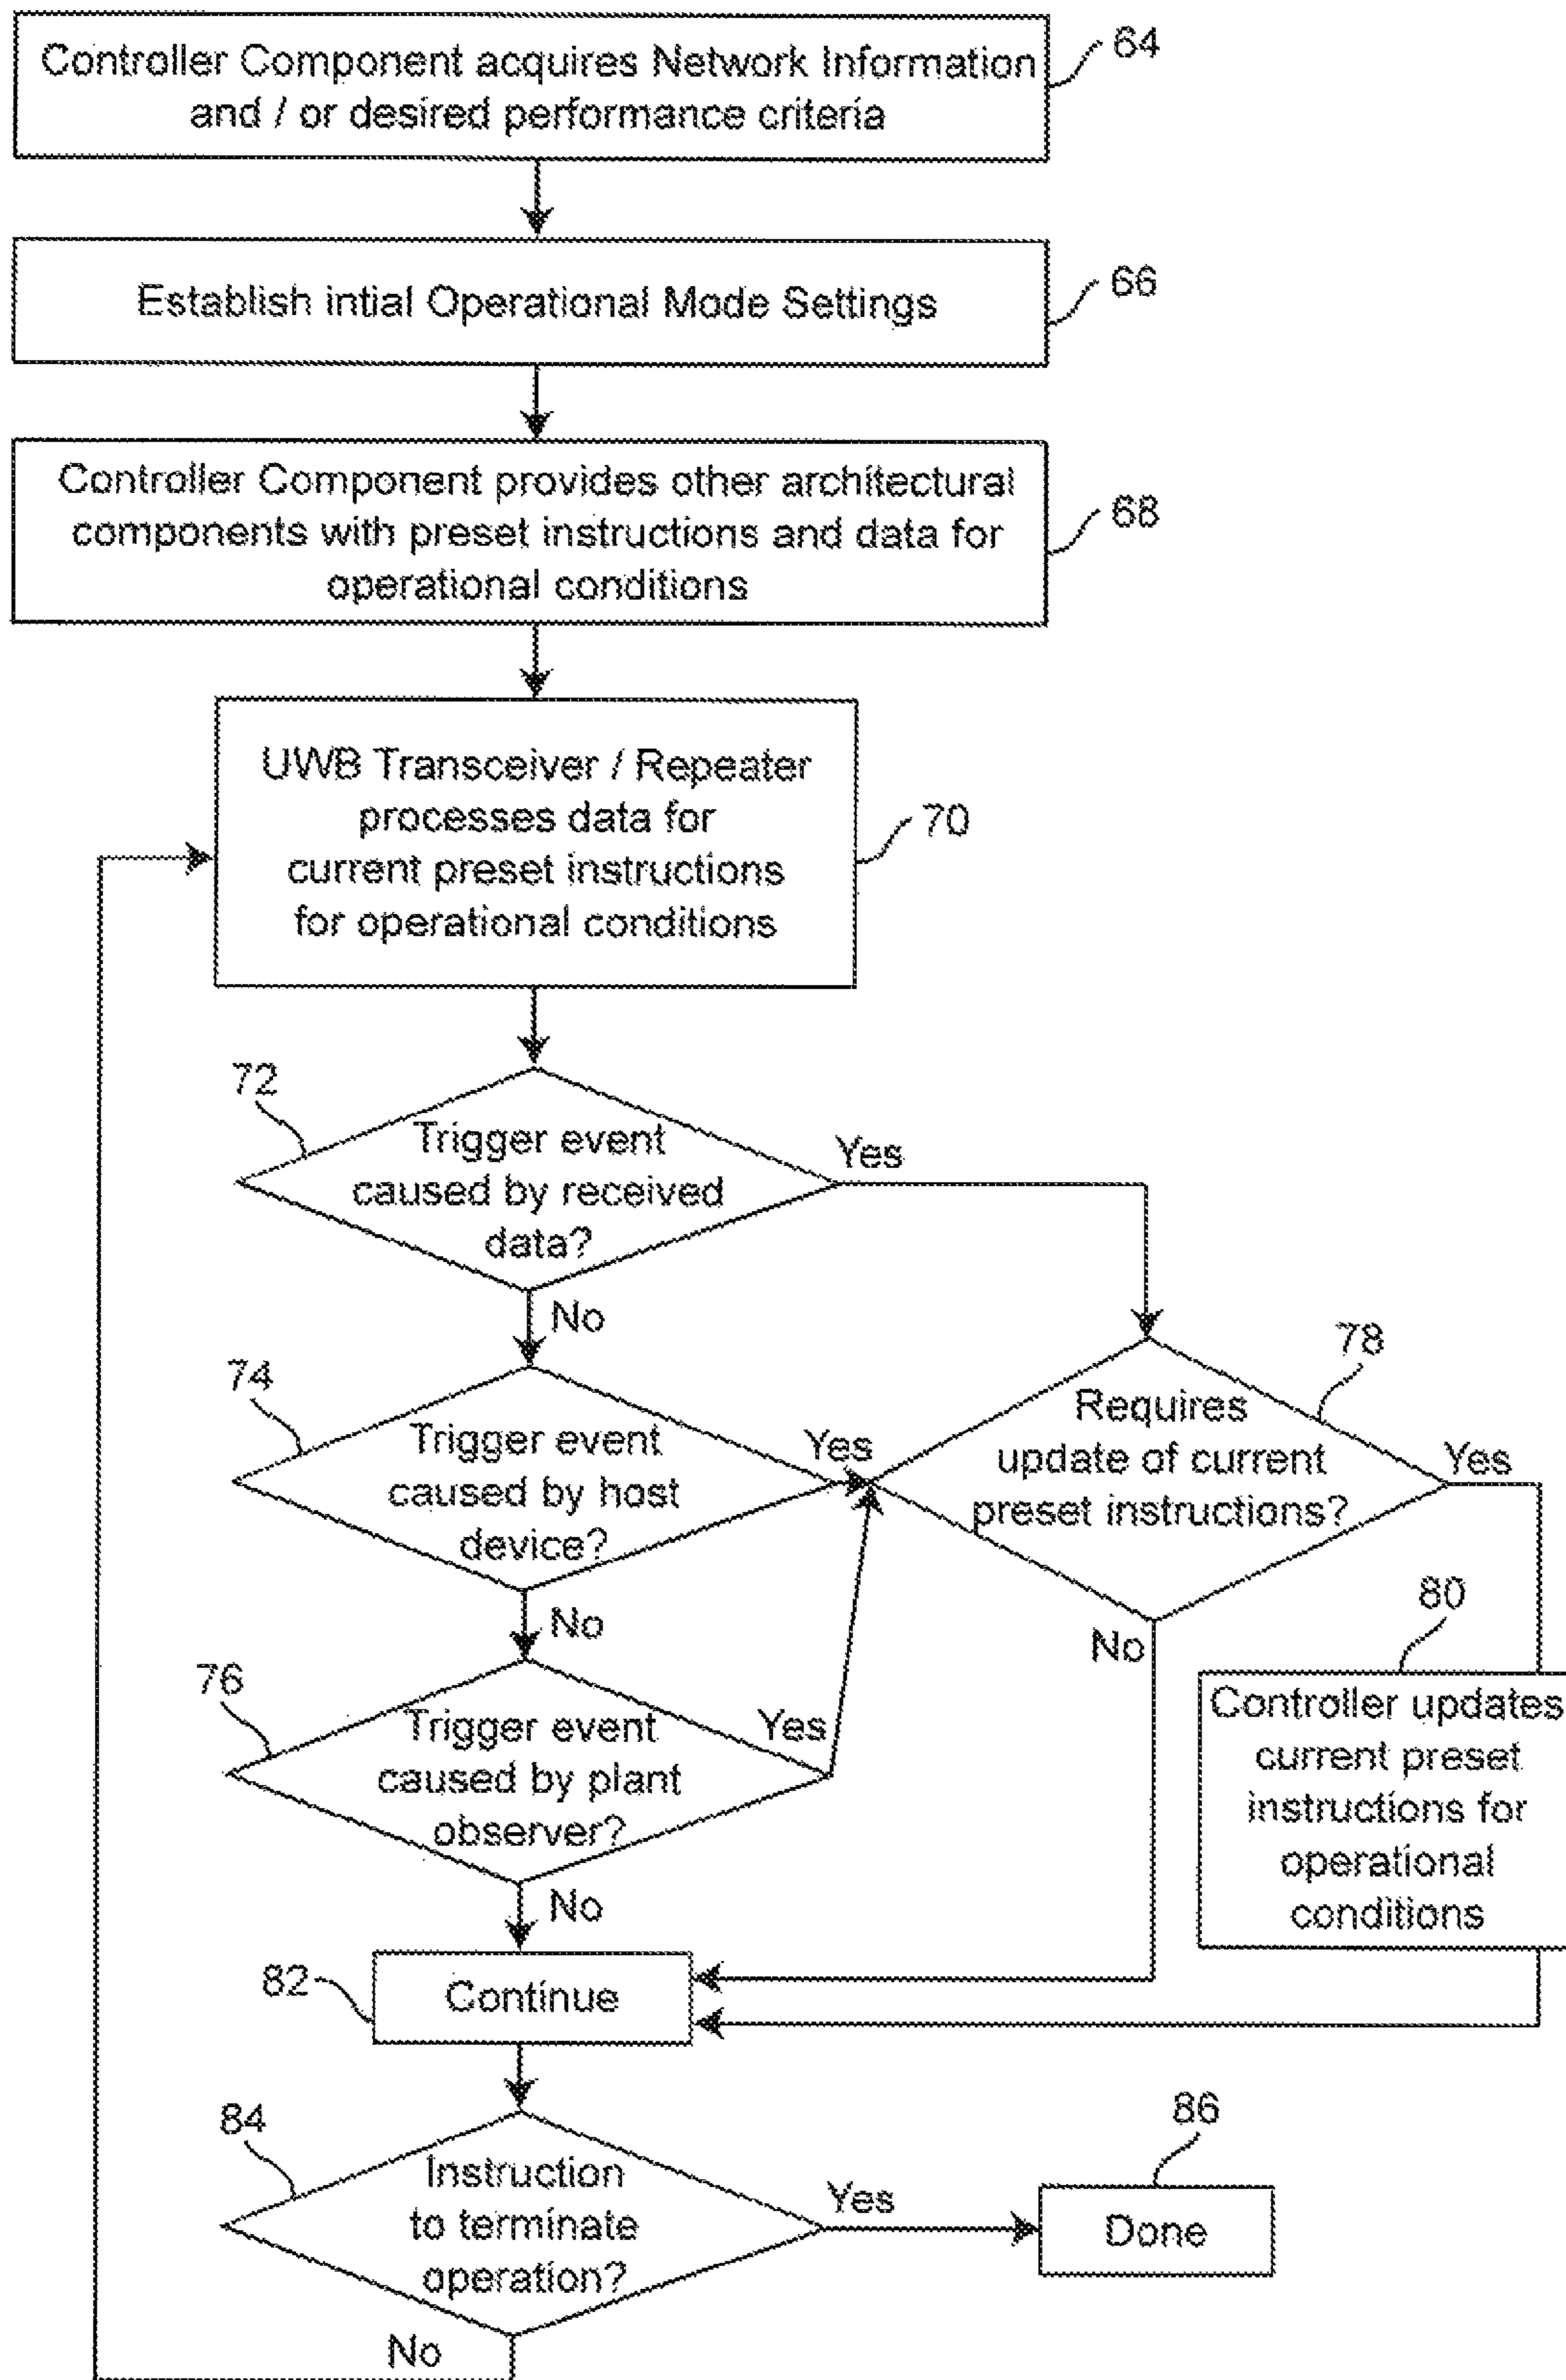 Controller Component acquires Network Information
and / or desired performance criteria
64
Establish intial Operational Mode Settings
66
Controller Component provides other architectural
components with preset instructions and data for
operational conditions
68
UWB Transceiver / Repeater
processes data for
current preset instructions
for operational conditions
70
72
Trigger event
caused by received
data?
Yes
No
74
Trigger event
caused by host
device?
Yes
No
78
Requires
update of current
preset instructions?
Yes
No
76
Trigger event
caused by plant
observer?
Yes
No
80
Controller updates
current preset
instructions for
operational
conditions
82
Continue
84
Instruction
to terminate
operation?
Yes
No
86
Done